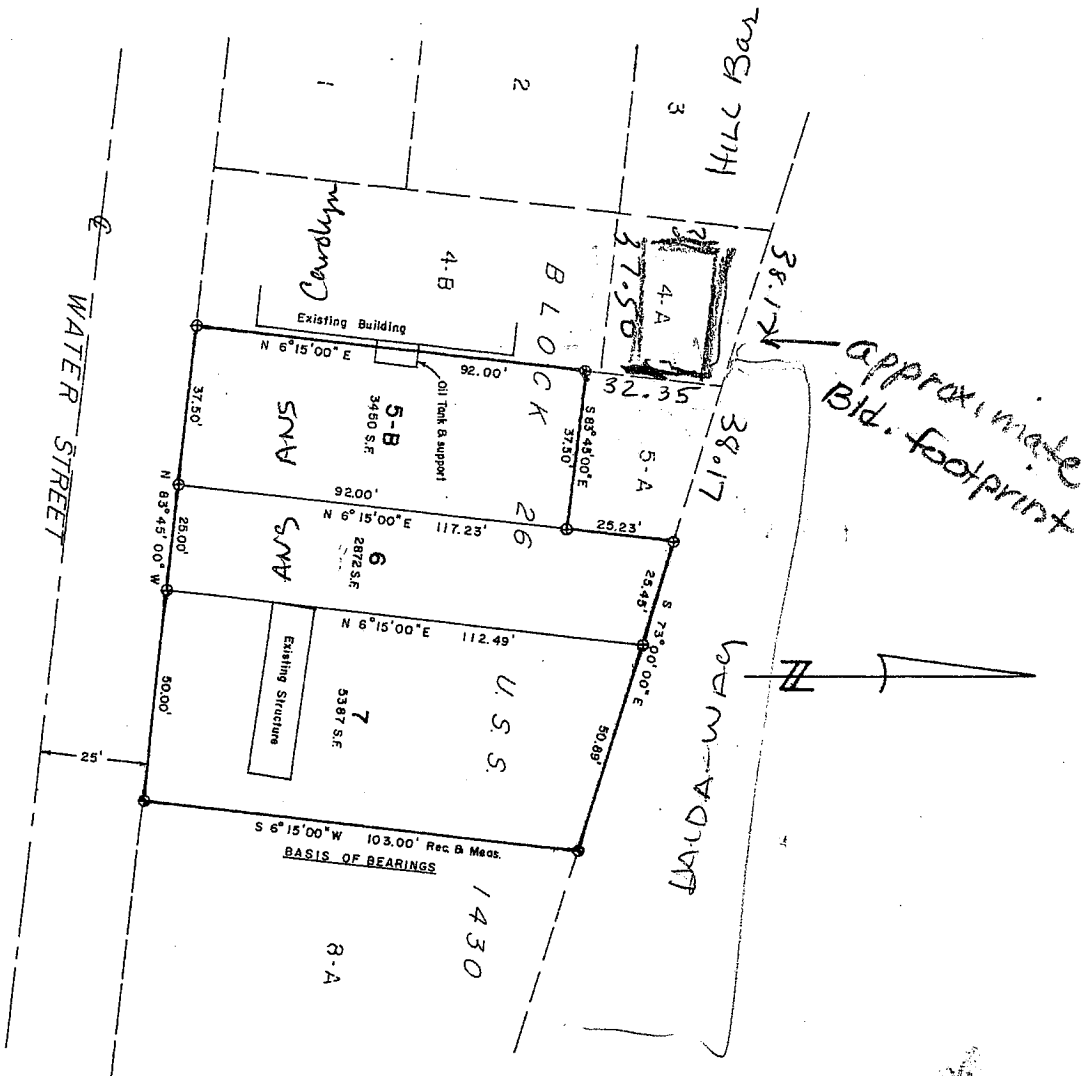 HILL Bar
1
2
3
38.17
37.50
4-A
approximate
Bld. footprint
Carolyn
4-B
BLOCK 26
Existing Building
N 6°15'00" E
92.00'
Oil Tank & support
32.35
38.17
5-A
37.50'
ANS
5-B
3450 S.F.
S 83°45'00"E
37.50'
25.23'
92.00'
N 6°15'00"E 117.23'
N 83°45'00" W
25.00'
ANS
6
2872 S.F.
25.45'
S 73°00'00"E
N 6°15'00"E 112.49'
Existing Structure
7
5387 S.F.
U.S.S. 1430
50.00'
50.89'
N
25'
S 6°15'00"W 103.00' Rec. & Meas.
BASIS OF BEARINGS
8-A
℄
WATER STREET